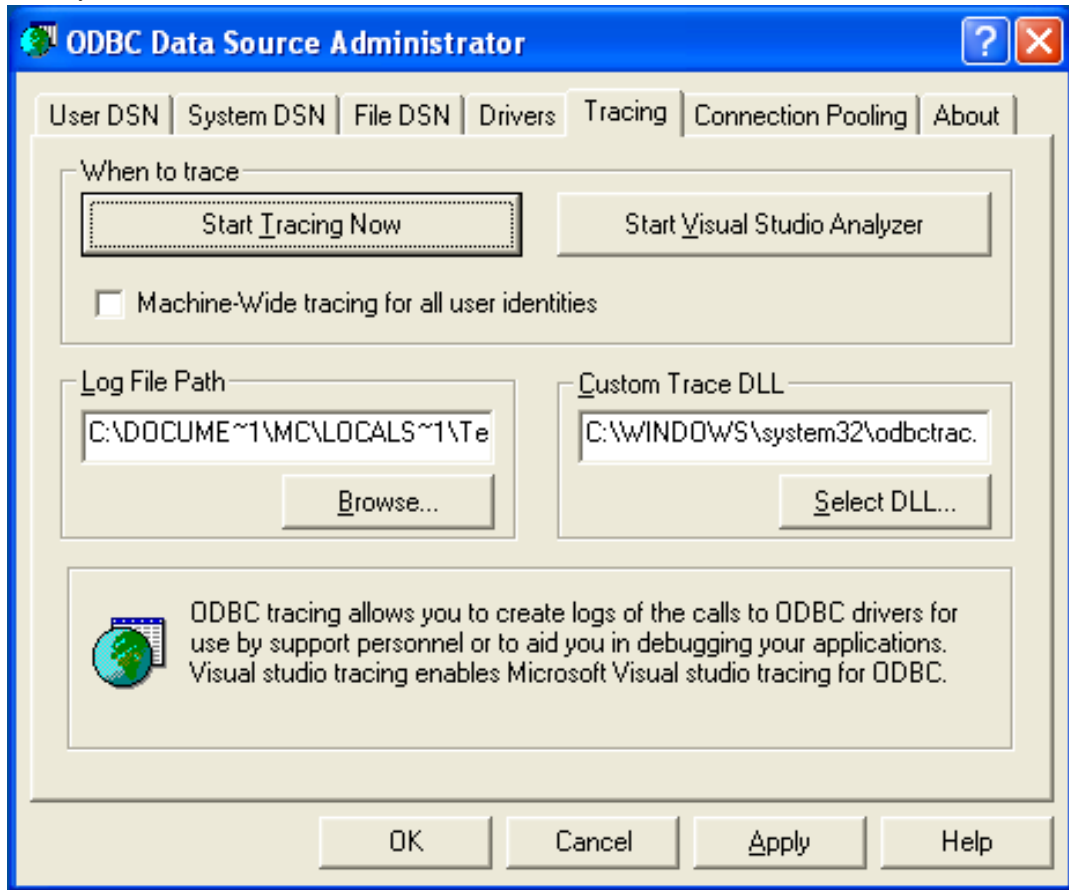 ODBC Data Source Administrator
User DSN System DSN File DSN Drivers Tracing Connection Pooling About
When to trace
Start Tracing Now Start Visual Studio Analyzer
Machine-Wide tracing for all user identities
Log File Path Custom Trace DLL
C:\DOCUME~1\MC\LOCALS~1\Te C:\WINDOWS\system32\odbctrac.
Browse... Select DLL...
ODBC tracing allows you to create logs of the calls to ODBC drivers for
use by support personnel or to aid you in debugging your applications.
Visual studio tracing enables Microsoft Visual studio tracing for ODBC.
OK Cancel Apply Help